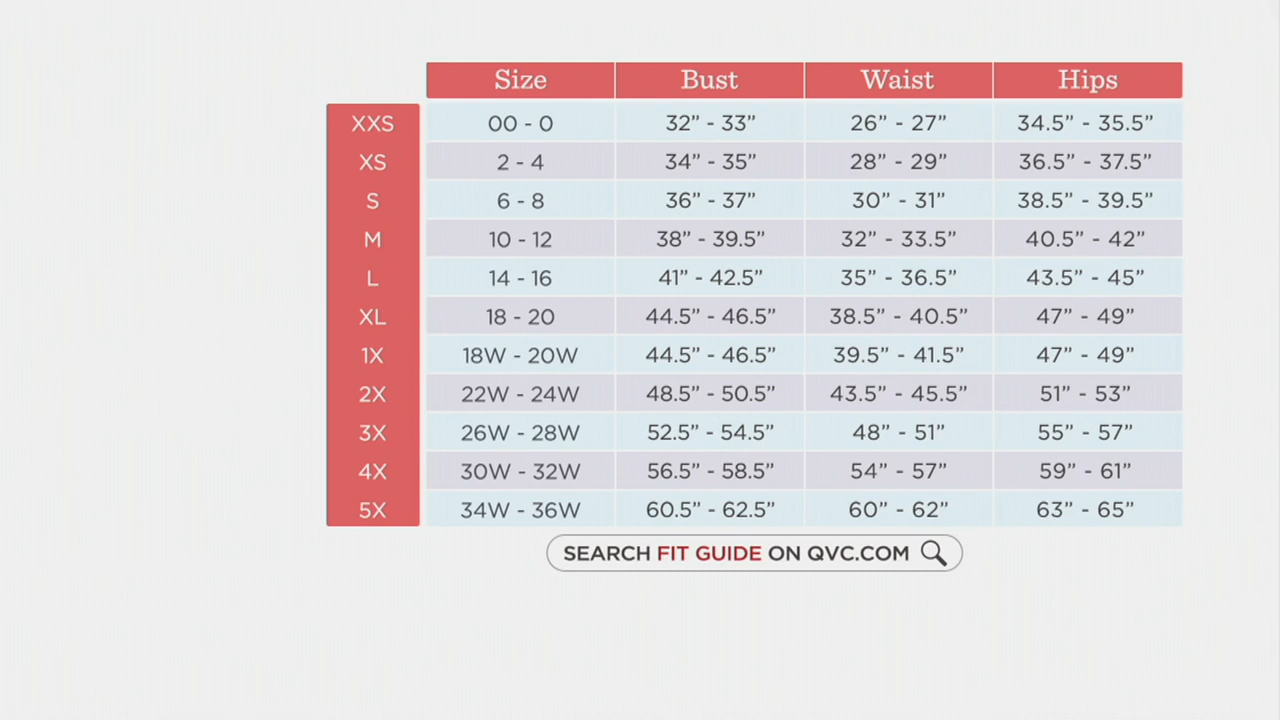 Size Bust Waist Hips
XXS 00 - 0 32” - 33” 26” - 27” 34.5” - 35.5”
XS 2 - 4 34” - 35” 28” - 29” 36.5” - 37.5”
S 6 - 8 36” - 37” 30” - 31” 38.5” - 39.5”
M 10 - 12 38” - 39.5” 32” - 33.5” 40.5” - 42”
L 14 - 16 41” - 42.5” 35” - 36.5” 43.5” - 45”
XL 18 - 20 44.5” - 46.5” 38.5” - 40.5” 47” - 49”
1X 18W - 20W 44.5” - 46.5” 39.5” - 41.5” 47” - 49”
2X 22W - 24W 48.5” - 50.5” 43.5” - 45.5” 51” - 53”
3X 26W - 28W 52.5” - 54.5” 48” - 51” 55” - 57”
4X 30W - 32W 56.5” - 58.5” 54” - 57” 59” - 61”
5X 34W - 36W 60.5” - 62.5” 60” - 62” 63” - 65”
SEARCH FIT GUIDE ON QVC.COM